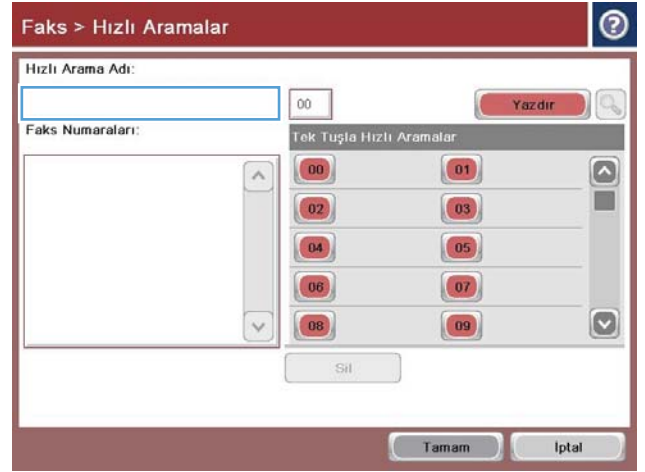 Faks > Hızlı Aramalar
?
Hızlı Arama Adı:
00
Yazdır
Faks Numaraları:
Tek Tuşla Hızlı Aramalar
00 01
02 03
04 05
06 07
08 09
Sil
Tamam İptal